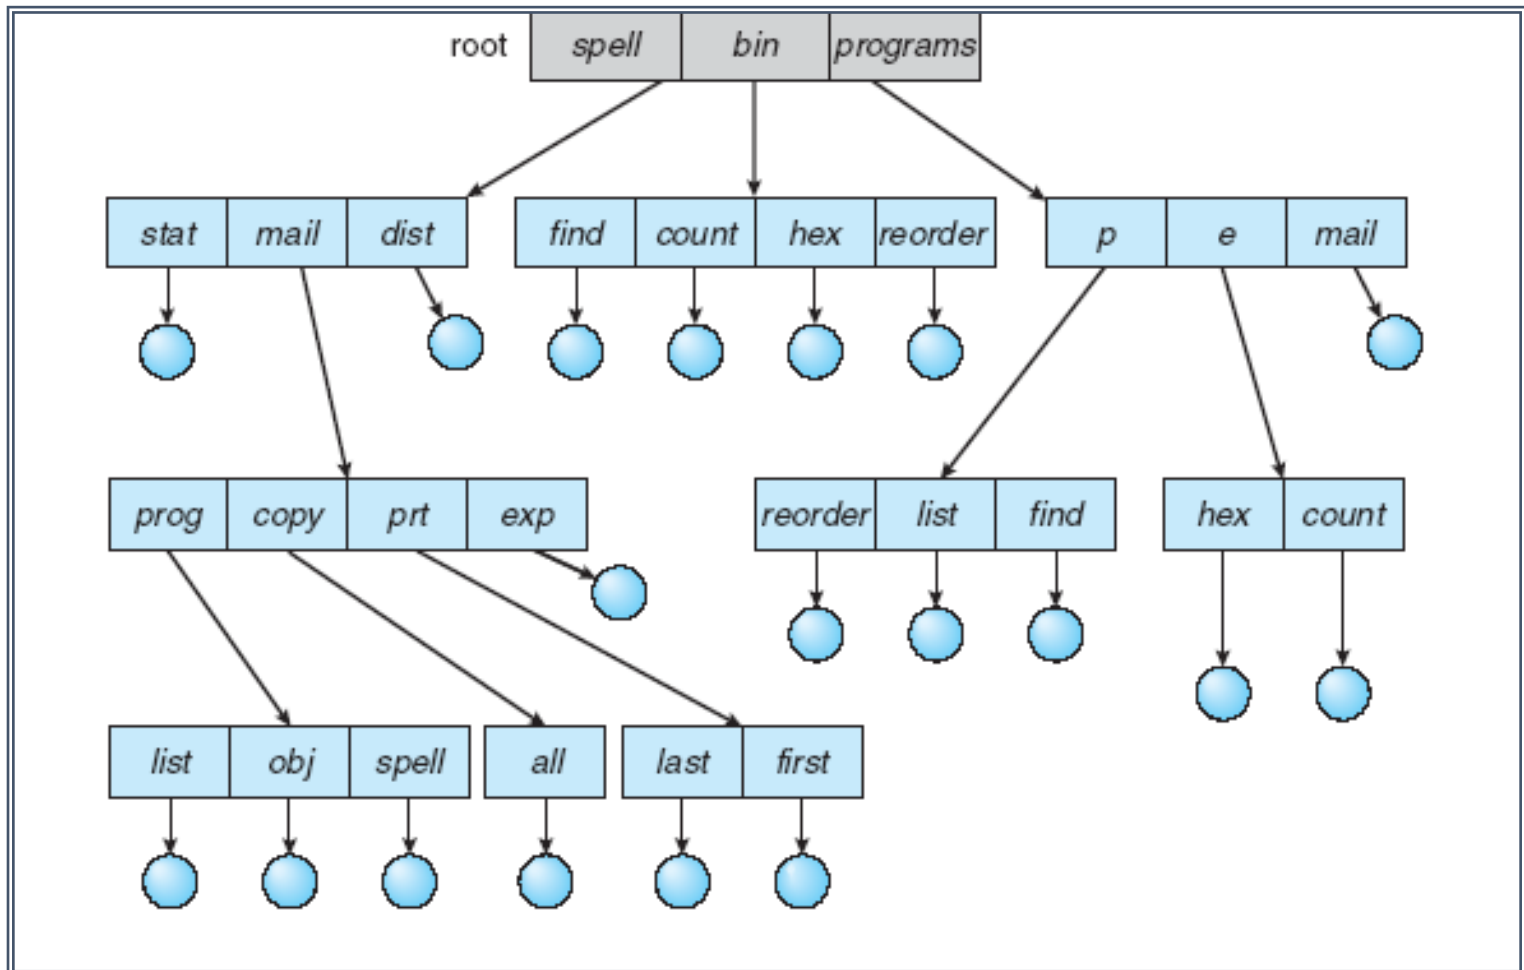 root spell bin programs
stat mail dist find count hex reorder p e mail
prog copy prt exp reorder list find hex count
list obj spell all last first